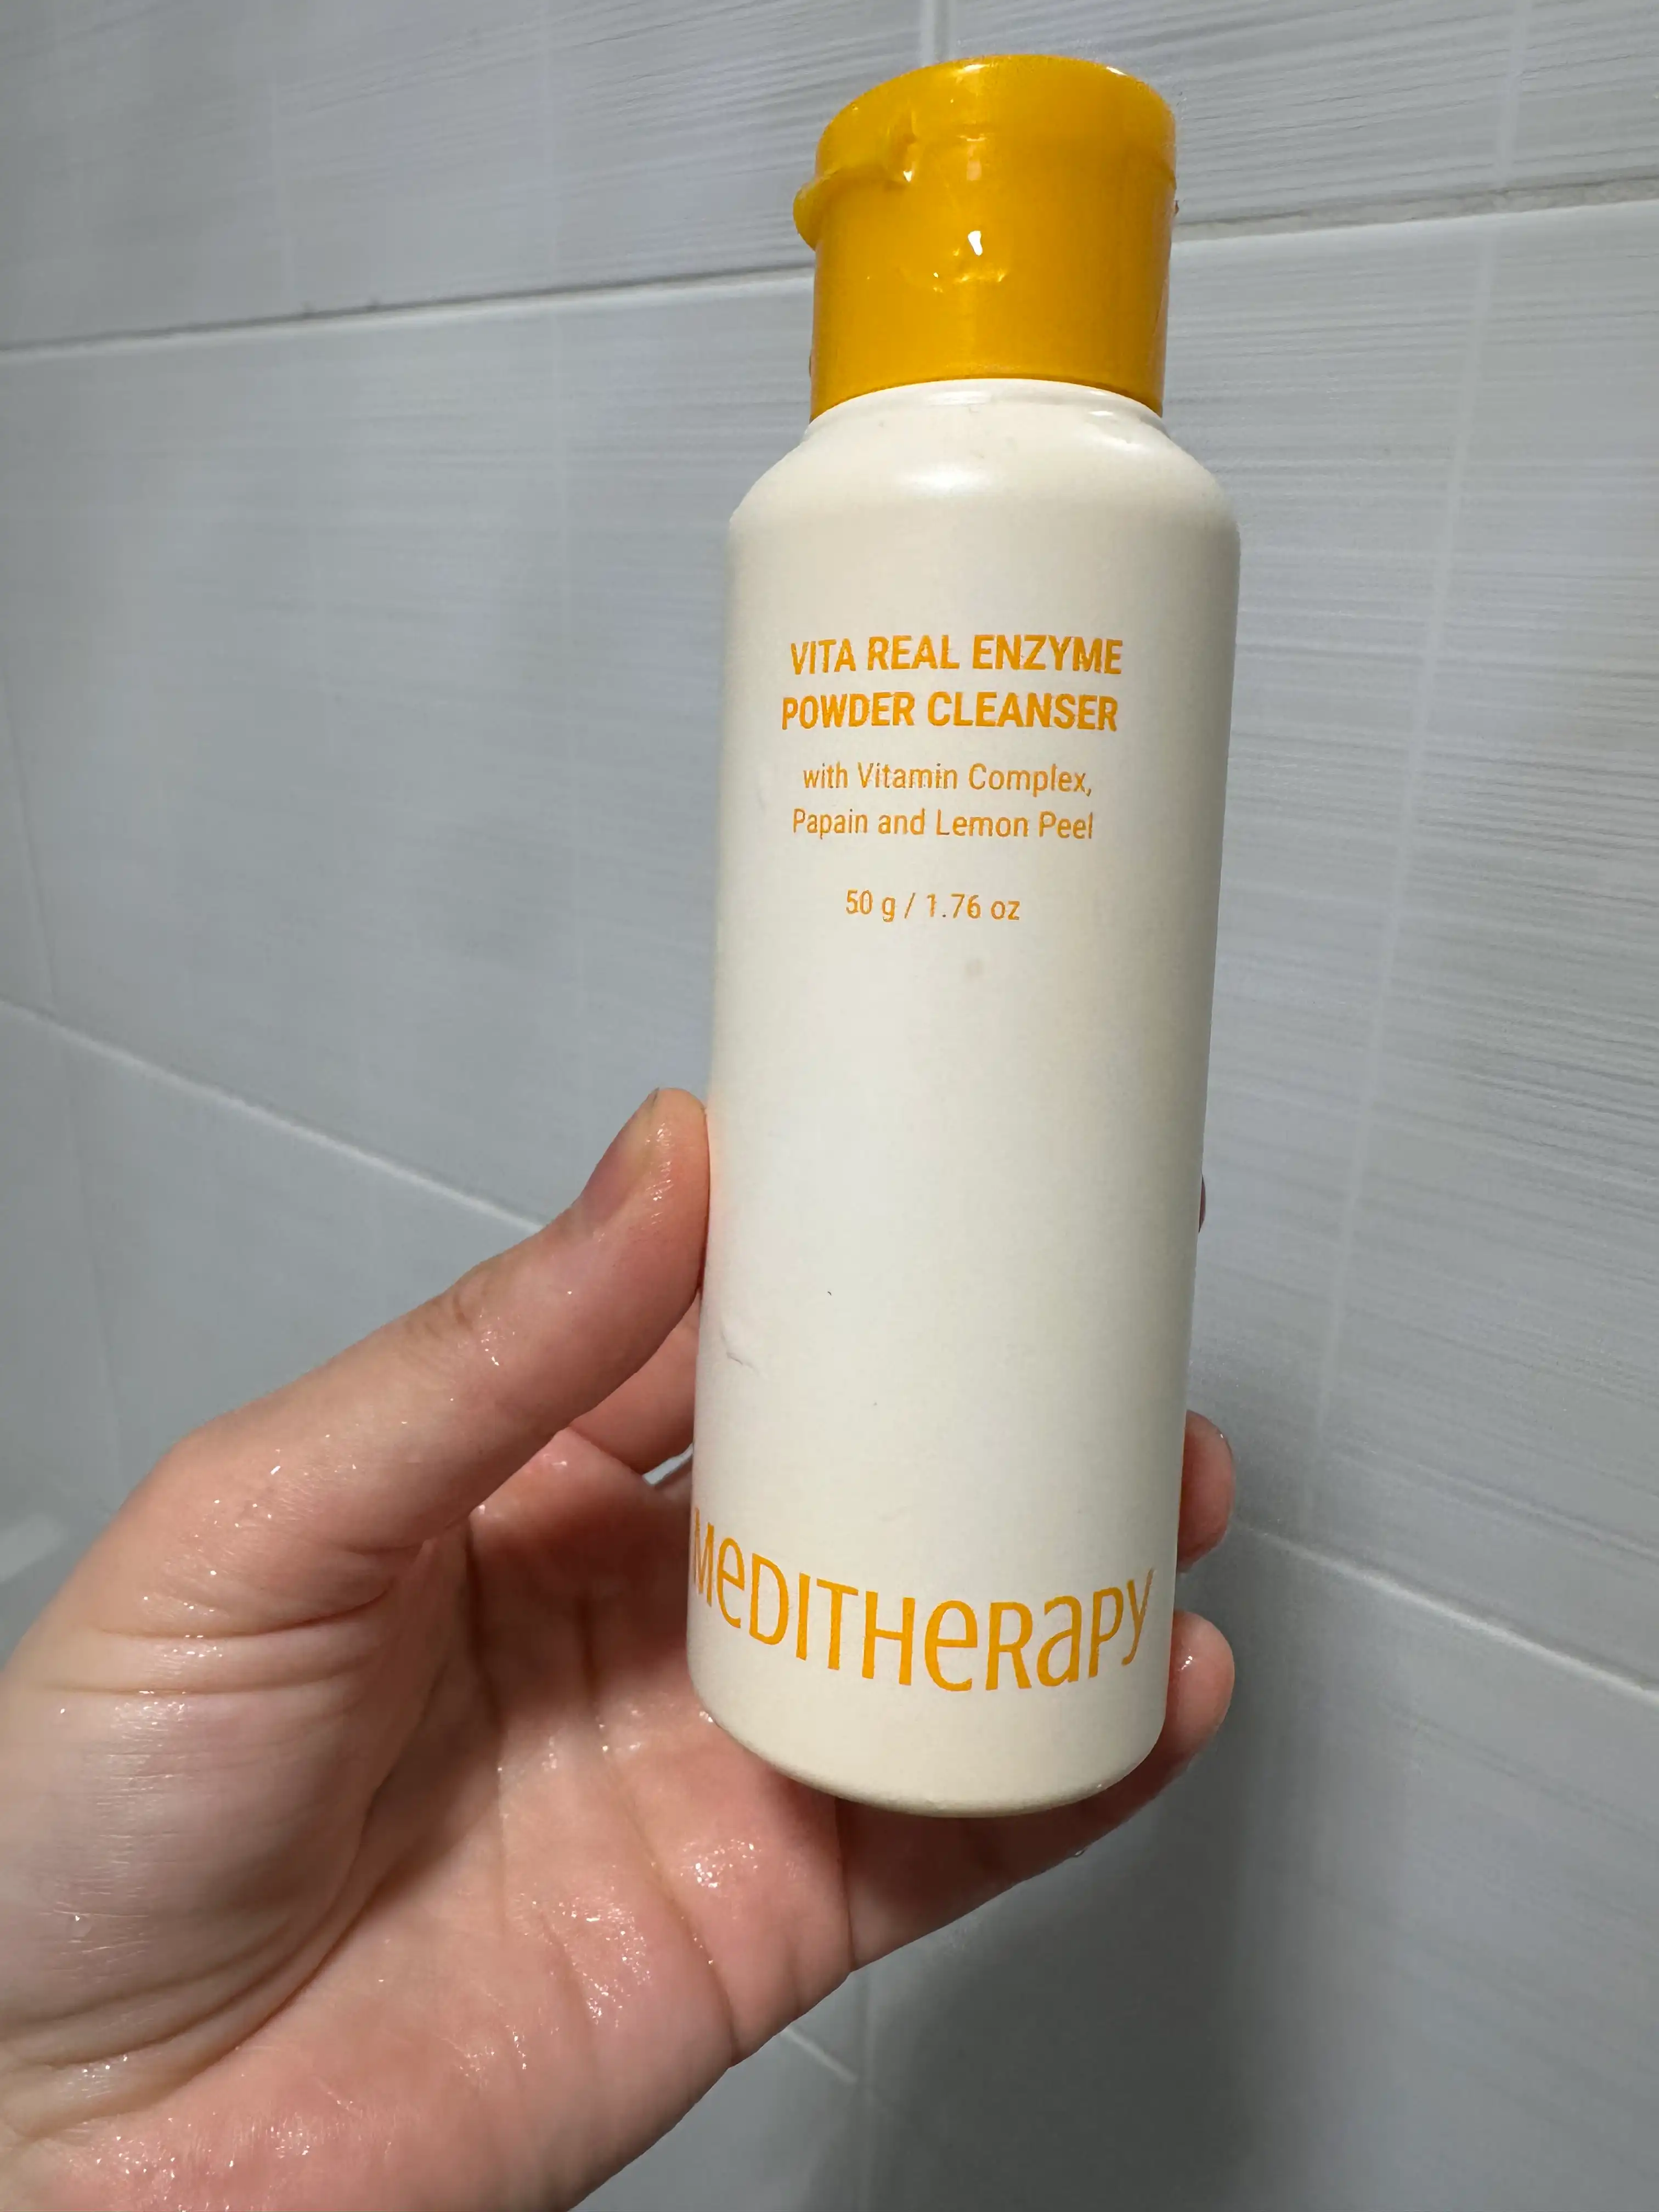 VITA REAL ENZYME
POWDER CLEANSER
with Vitamin Complex,
Papain and Lemon Peel
50 g / 1.76 oz
MeDITHeRaPy